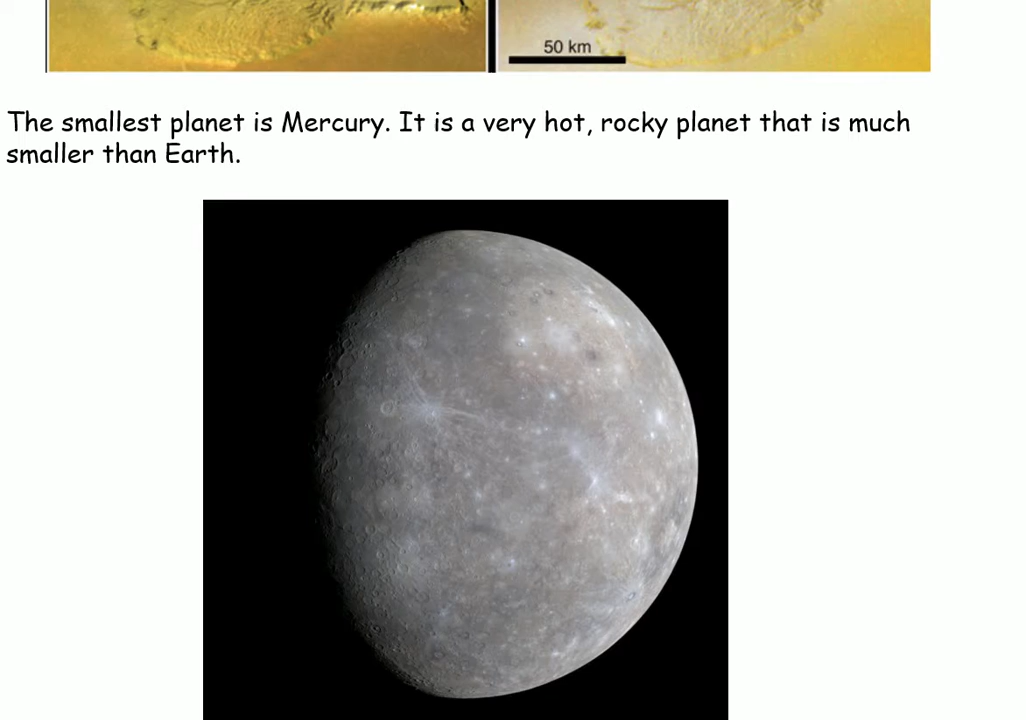 50 km
The smallest planet is Mercury. It is a very hot, rocky planet that is much
smaller than Earth.